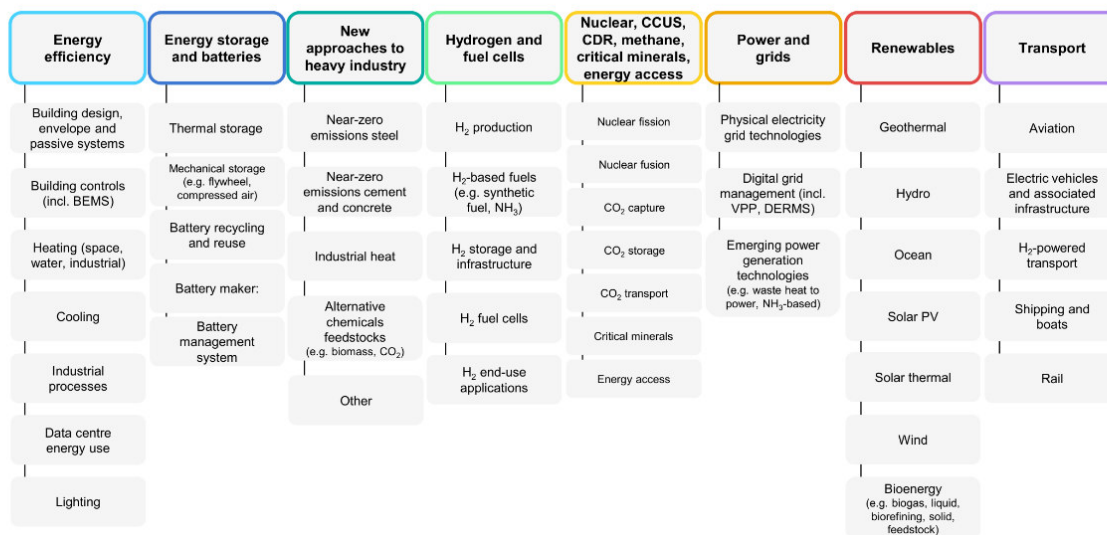 Energy
efficiency
Building design,
envelope and
passive systems
Building controls
(incl. BEMS)
Heating (space,
water, industrial)
Cooling
Industrial
processes
Data centre
energy use
Lighting
Energy storage
and batteries
Thermal storage
Mechanical storage
(e.g. flywheel,
compressed air)
Battery recycling
and reuse
Battery maker:
Battery
management
system
New
approaches to
heavy industry
Near-zero
emissions steel
Near-zero
emissions cement
and concrete
Industrial heat
Alternative
chemicals
feedstocks
(e.g. biomass, CO₂)
Other
Hydrogen and
fuel cells
H₂ production
H₂-based fuels
(e.g. synthetic
fuel, NH₃)
H₂ storage and
infrastructure
H₂ fuel cells
H₂ end-use
applications
Nuclear, CCUS,
CDR, methane,
critical minerals,
energy access
Nuclear fission
Nuclear fusion
CO₂ capture
CO₂ storage
CO₂ transport
Critical minerals
Energy access
Power and
grids
Physical electricity
grid technologies
Digital grid
management (incl.
VPP, DERMS)
Emerging power
generation
technologies
(e.g. waste heat to
power, NH₃-based)
Renewables
Geothermal
Hydro
Ocean
Solar PV
Solar thermal
Wind
Bioenergy
(e.g. biogas, liquid,
biorefining, solid,
feedstock)
Transport
Aviation
Electric vehicles
and associated
infrastructure
H₂-powered
transport
Shipping and
boats
Rail